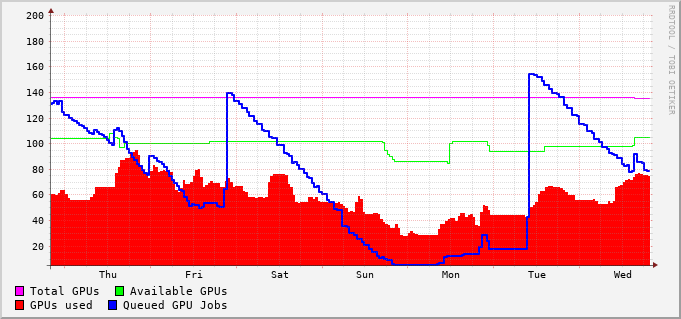 200
180
160
140
120
100
80
60
40
20
Thu Fri Sat Sun Mon Tue Wed
Total GPUs Available GPUs
GPUs used Queued GPU Jobs
RRDTOOL / TOBI OETIKER